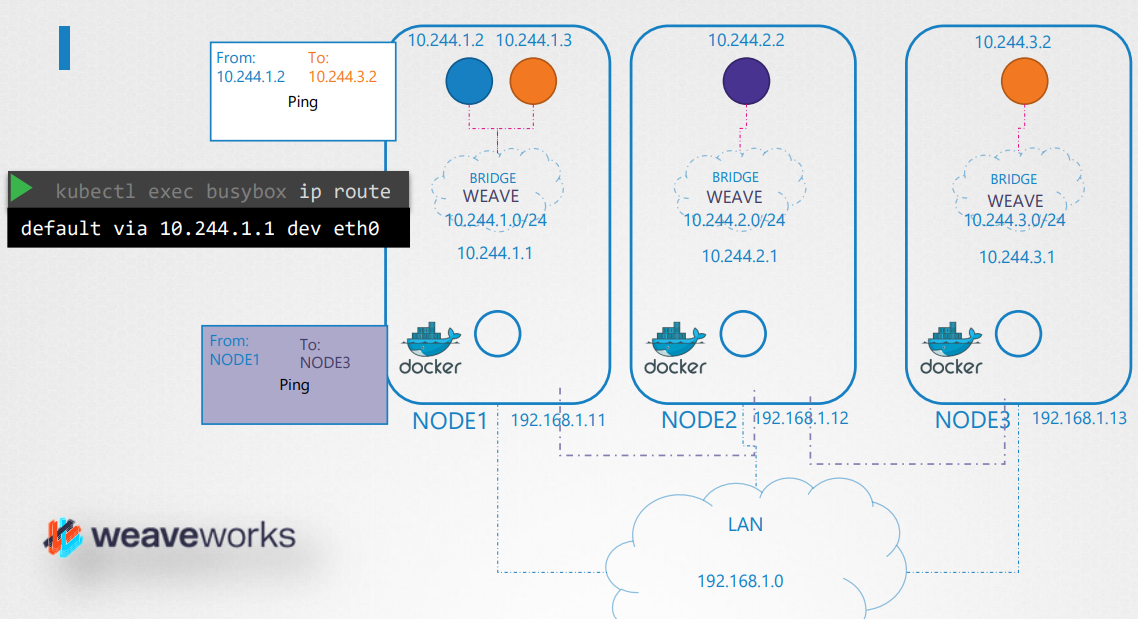 10.244.1.2 10.244.1.3
10.244.2.2
10.244.3.2
From: To:
10.244.1.2 10.244.3.2
Ping
BRIDGE
WEAVE
10.244.1.0/24
10.244.1.1
BRIDGE
WEAVE
10.244.2.0/24
10.244.2.1
BRIDGE
WEAVE
10.244.3.0/24
10.244.3.1
kubectl exec busybox ip route
default via 10.244.1.1 dev eth0
From: To:
NODE1 NODE3
Ping
docker
docker
docker
NODE1 192.168.1.11
NODE2 192.168.1.12
NODE3 192.168.1.13
LAN
192.168.1.0
weaveworks